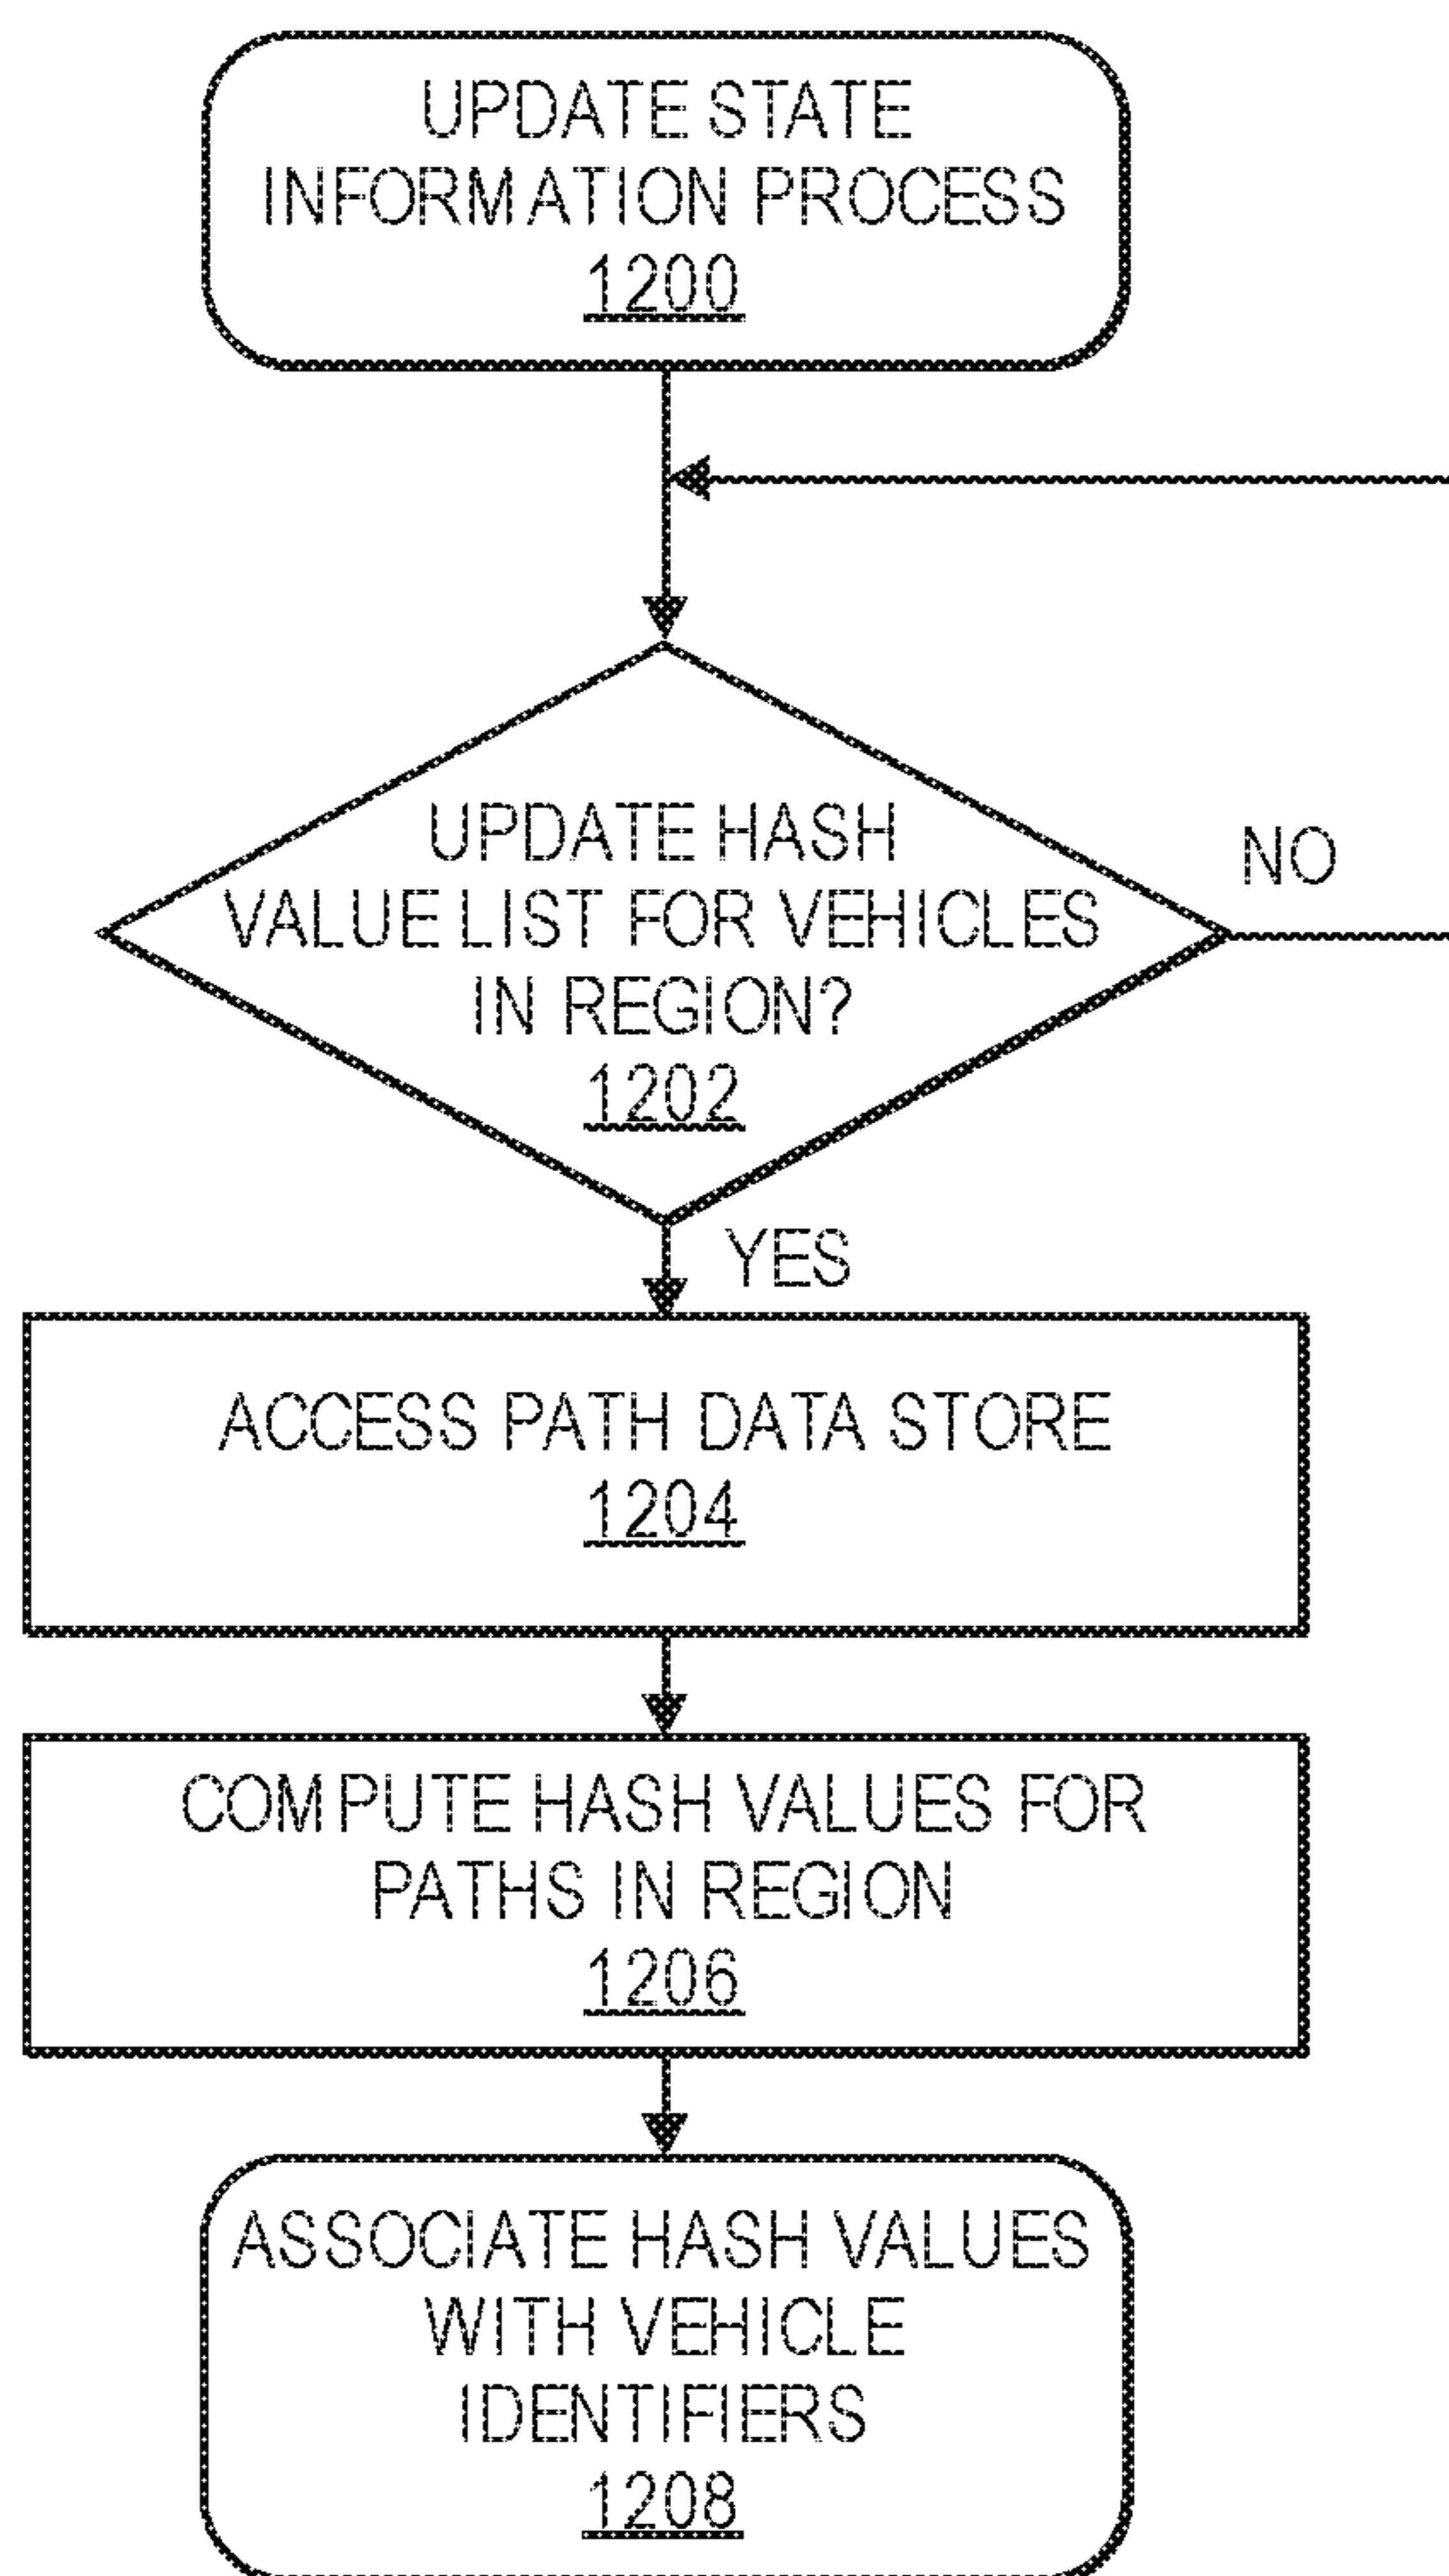 UPDATE STATE
INFORMATION PROCESS
1200
UPDATE HASH
VALUE LIST FOR VEHICLES
IN REGION?
1202
NO
YES
ACCESS PATH DATA STORE
1204
COMPUTE HASH VALUES FOR
PATHS IN REGION
1206
ASSOCIATE HASH VALUES
WITH VEHICLE
IDENTIFIERS
1208